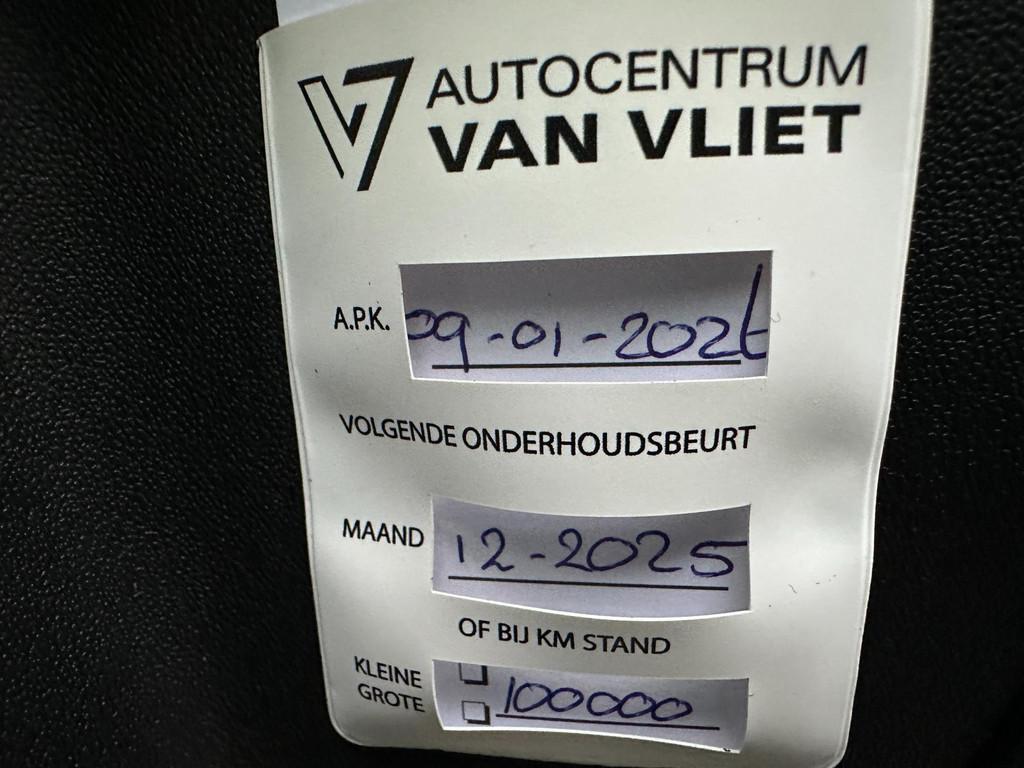 AUTOCENTRUM
VAN VLIET
A.P.K. 09-01-2026
VOLGENDE ONDERHOUDSBEURT
MAAND 12-2025
OF BIJ KM STAND
KLEINE
GROTE 100000